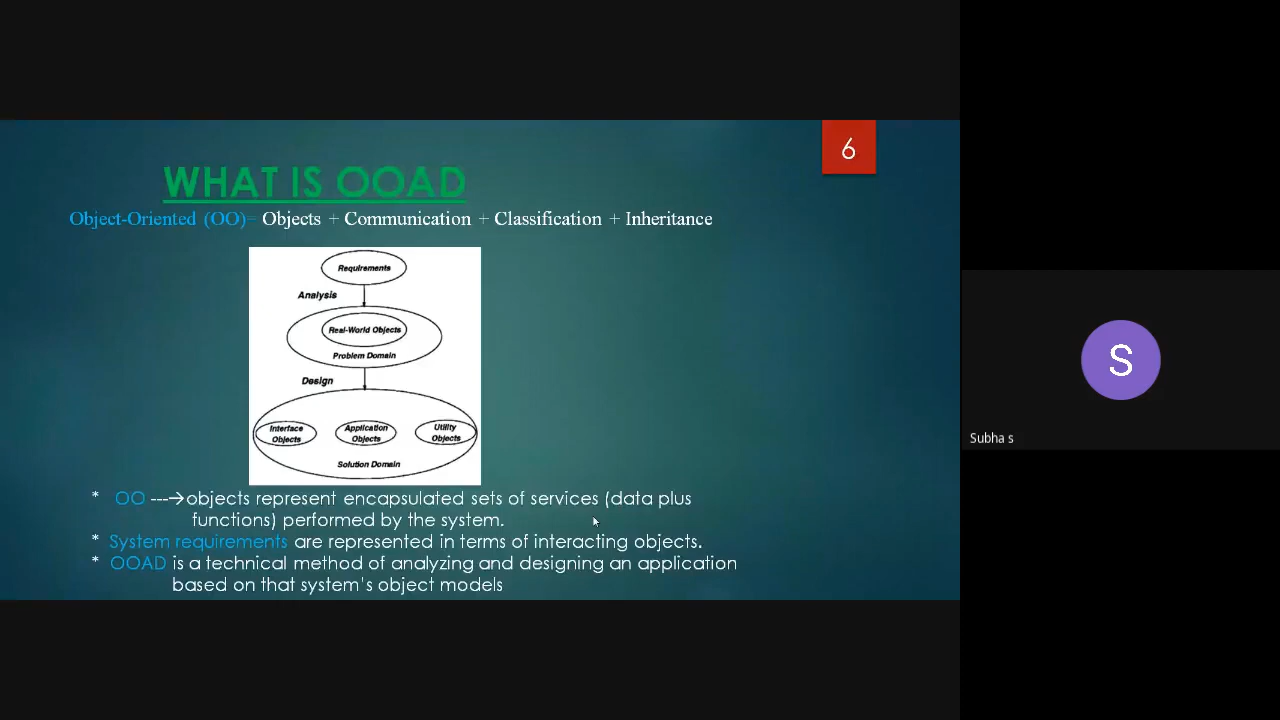 6
WHAT IS OOAD
Object-Oriented (OO)= Objects + Communication + Classification + Inheritance
Requirements
Analysis
Real-World Objects
Problem Domain
Design
Interface
Objects
Application
Objects
Utility
Objects
Solution Domain
* OO ---→objects represent encapsulated sets of services (data plus
functions) performed by the system.
* System requirements are represented in terms of interacting objects.
* OOAD is a technical method of analyzing and designing an application
based on that system's object models
S
Subha s